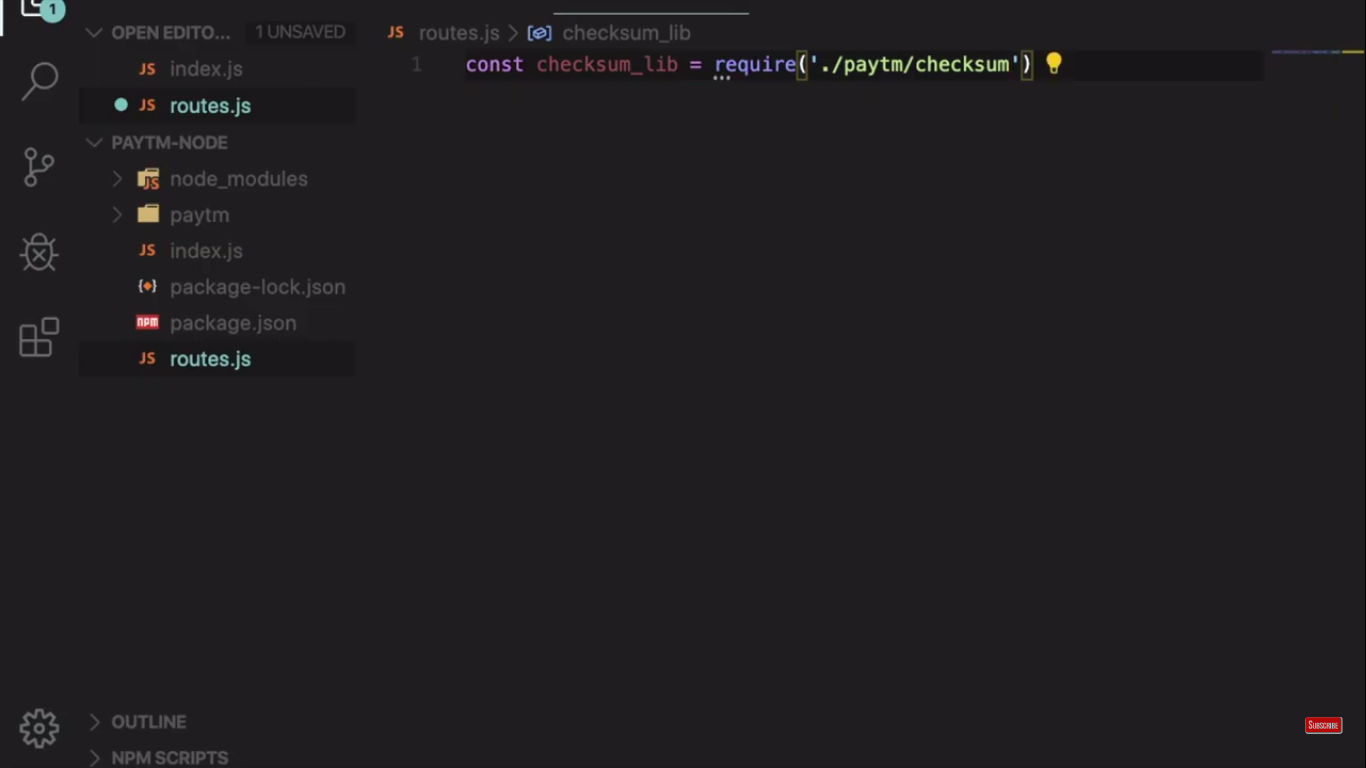 1
OPEN EDITO...
1 UNSAVED
JS index.js
JS routes.js
PAYTM-NODE
JS node_modules
paytm
JS index.js
package-lock.json
npm package.json
JS routes.js
OUTLINE
NPM SCRIPTS
JS routes.js > checksum_lib
1 const checksum_lib = require('./paytm/checksum')
SUBSCRIBE